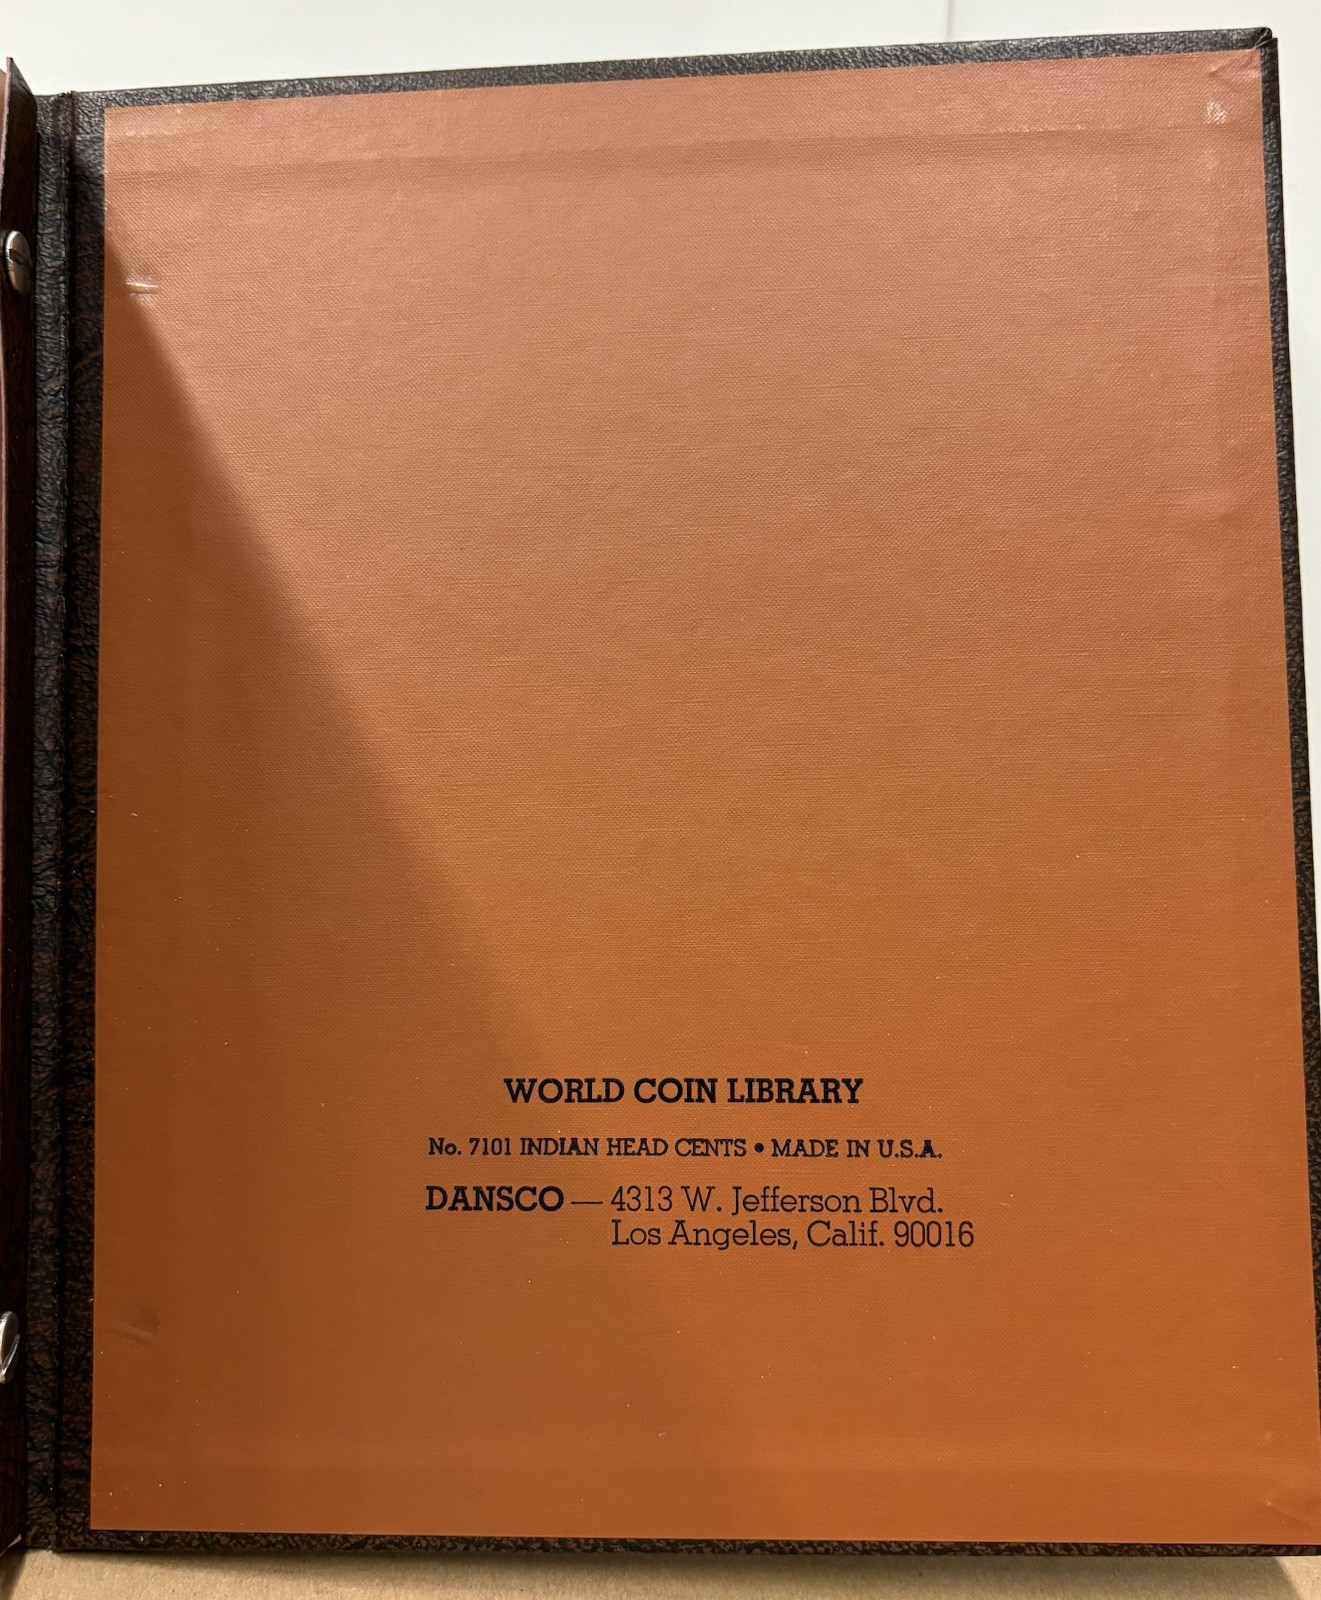 WORLD COIN LIBRARY
No. 7101 INDIAN HEAD CENTS • MADE IN U.S.A.
DANSCO — 4313 W. Jefferson Blvd.
Los Angeles, Calif. 90016